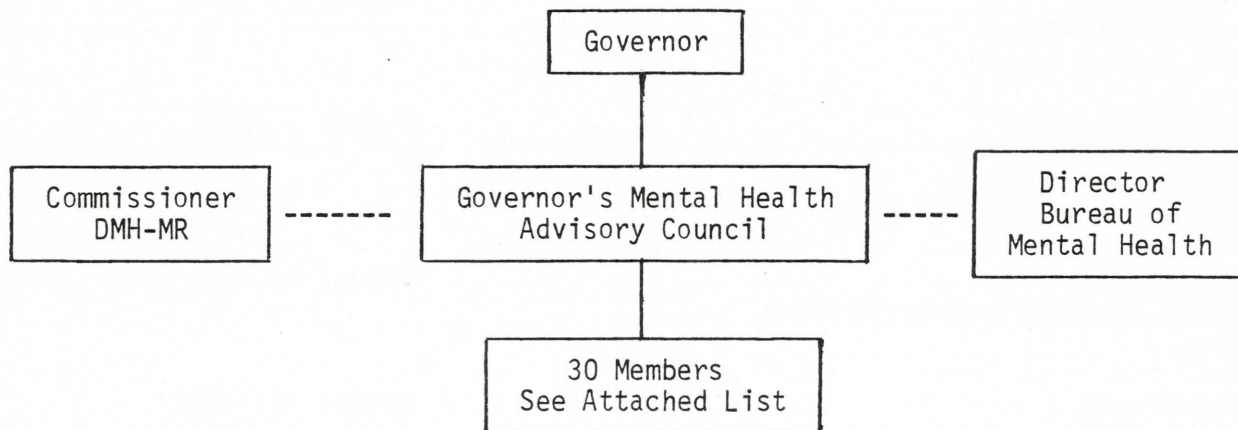 Governor
Commissioner
DMH-MR
Governor's Mental Health
Advisory Council
Director
Bureau of
Mental Health
30 Members
See Attached List